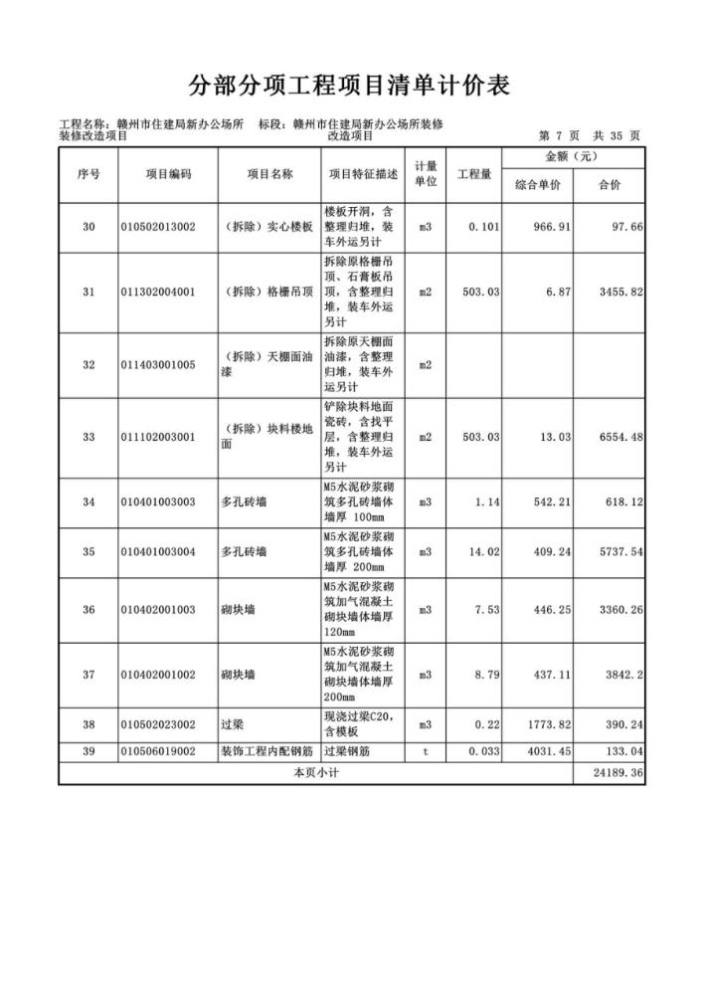 分部分项工程项目清单计价表
工程名称：赣州市住建局新办公场所 标段：赣州市住建局新办公场所装修
装修改造项目 改造项目 第 7 页 共 35 页
序号 项目编码 项目名称 项目特征描述 计量单位 工程量 金额（元）
综合单价 合价
30 010502013002 （拆除）实心楼板 楼板开洞，含整理归堆，装车外运另计 m3 0.101 966.91 97.66
31 011302004001 （拆除）格栅吊顶 拆除原格栅吊顶、石膏板吊顶，含整理归堆，装车外运另计 m2 503.03 6.87 3455.82
32 011403001005 （拆除）天棚面油漆 拆除原天棚面油漆，含整理归堆，装车外运另计 m2
33 011102003001 （拆除）块料楼地面 铲除块料地面瓷砖，含找平层，含整理归堆，装车外运另计 m2 503.03 13.03 6554.48
34 010401003003 多孔砖墙 M5水泥砂浆砌筑多孔砖墙体墙厚 100mm m3 1.14 542.21 618.12
35 010401003004 多孔砖墙 M5水泥砂浆砌筑多孔砖墙体墙厚 200mm m3 14.02 409.24 5737.54
36 010402001003 砌块墙 M5水泥砂浆砌筑加气混凝土砌块墙体墙厚120mm m3 7.53 446.25 3360.26
37 010402001002 砌块墙 M5水泥砂浆砌筑加气混凝土砌块墙体墙厚200mm m3 8.79 437.11 3842.2
38 010502023002 过梁 现浇过梁C20，含模板 m3 0.22 1773.82 390.24
39 010506019002 装饰工程内配钢筋 过梁钢筋 t 0.033 4031.45 133.04
本页小计 24189.36